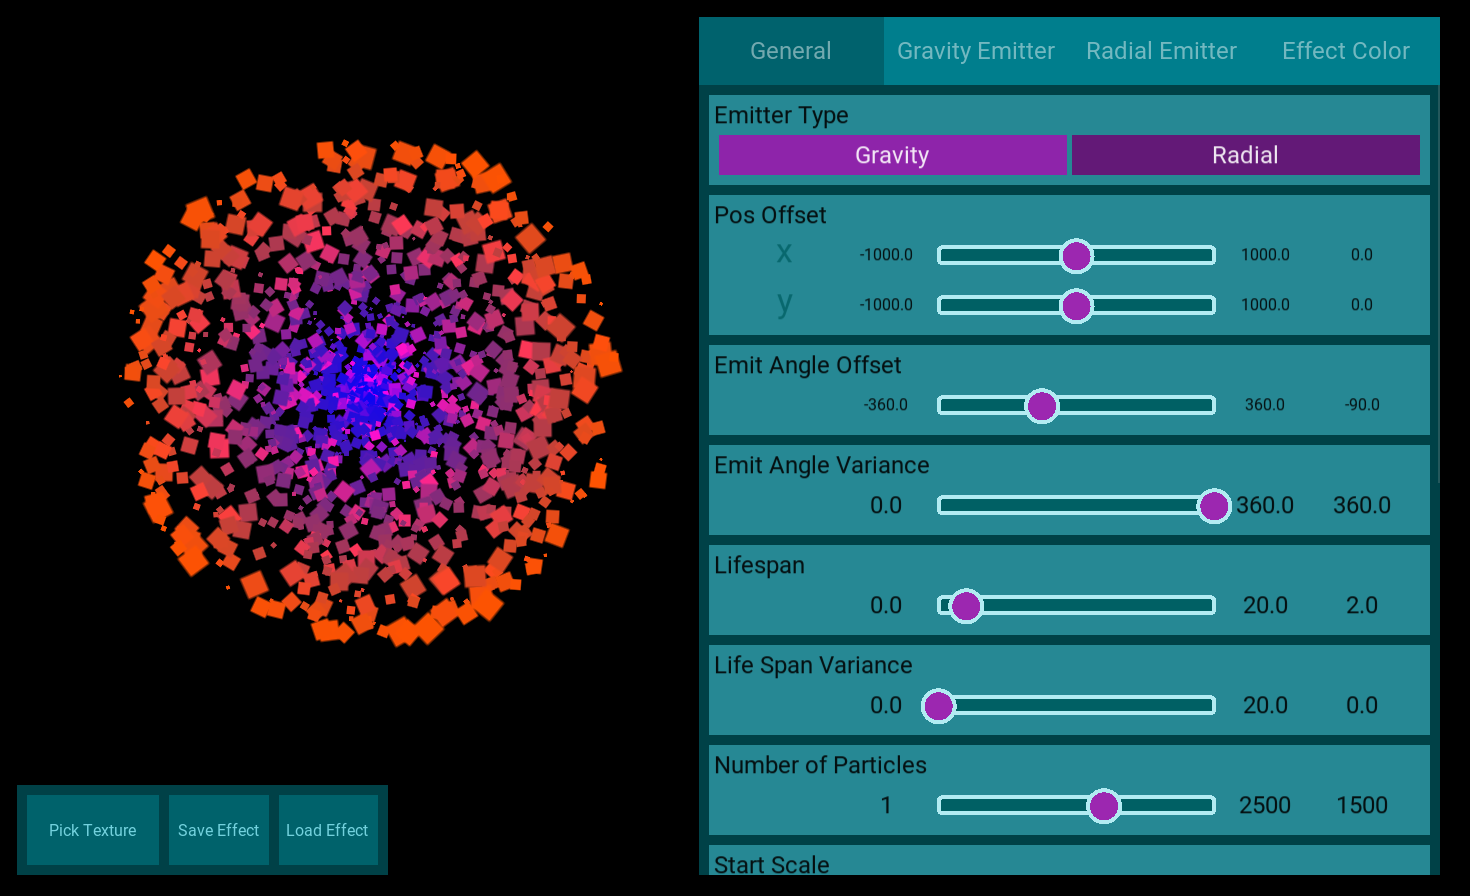 General Gravity Emitter Radial Emitter Effect Color
Emitter Type
Gravity Radial
Pos Offset
x -1000.0 1000.0 0.0
y -1000.0 1000.0 0.0
Emit Angle Offset
-360.0 360.0 -90.0
Emit Angle Variance
0.0 360.0 360.0
Lifespan
0.0 20.0 2.0
Life Span Variance
0.0 20.0 0.0
Number of Particles
1 2500 1500
Start Scale
Pick Texture Save Effect Load Effect